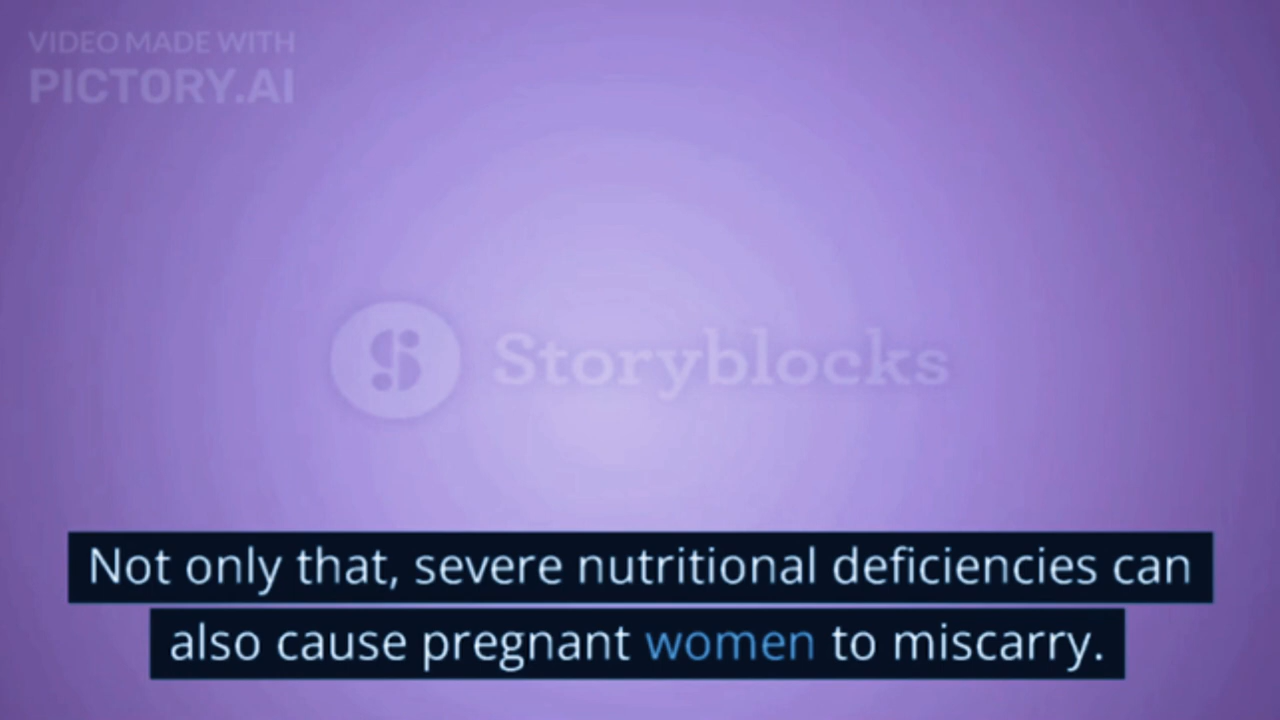 VIDEO MADE WITH
PICTORY.AI
Storyblocks
Not only that, severe nutritional deficiencies can
also cause pregnant women to miscarry.